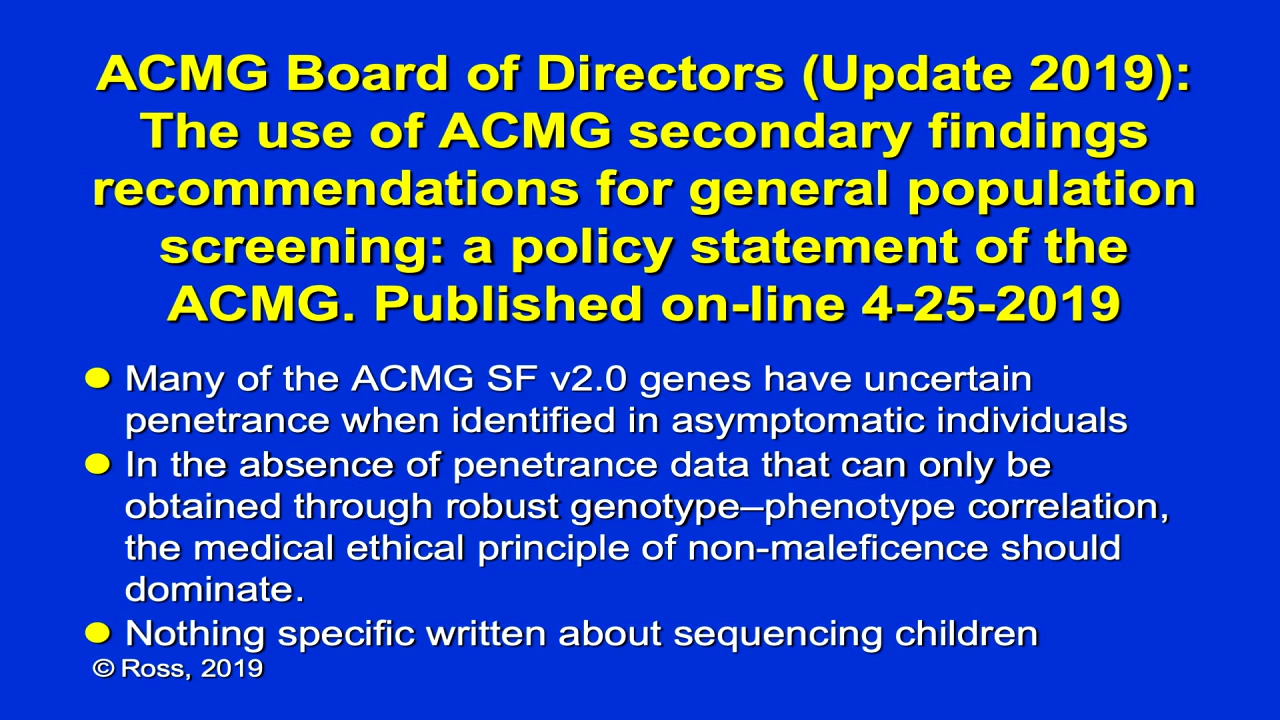 ACMG Board of Directors (Update 2019):
The use of ACMG secondary findings
recommendations for general population
screening: a policy statement of the
ACMG. Published on-line 4-25-2019
● Many of the ACMG SF v2.0 genes have uncertain
penetrance when identified in asymptomatic individuals
● In the absence of penetrance data that can only be
obtained through robust genotype–phenotype correlation,
the medical ethical principle of non-maleficence should
dominate.
● Nothing specific written about sequencing children
© Ross, 2019